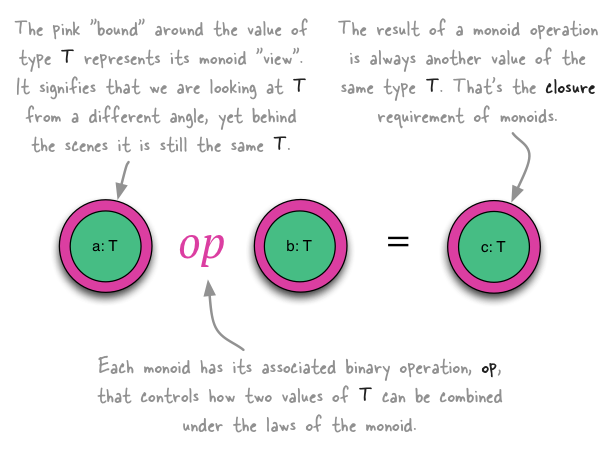 The pink "bound" around the value of
type T represents its monoid "view".
It signifies that we are looking at T
from a different angle, yet behind
the scenes it is still the same T.
The result of a monoid operation
is always another value of the
same type T. That's the closure
requirement of monoids.
a: T op b: T = c: T
Each monoid has its associated binary operation, op,
that controls how two values of T can be combined
under the laws of the monoid.